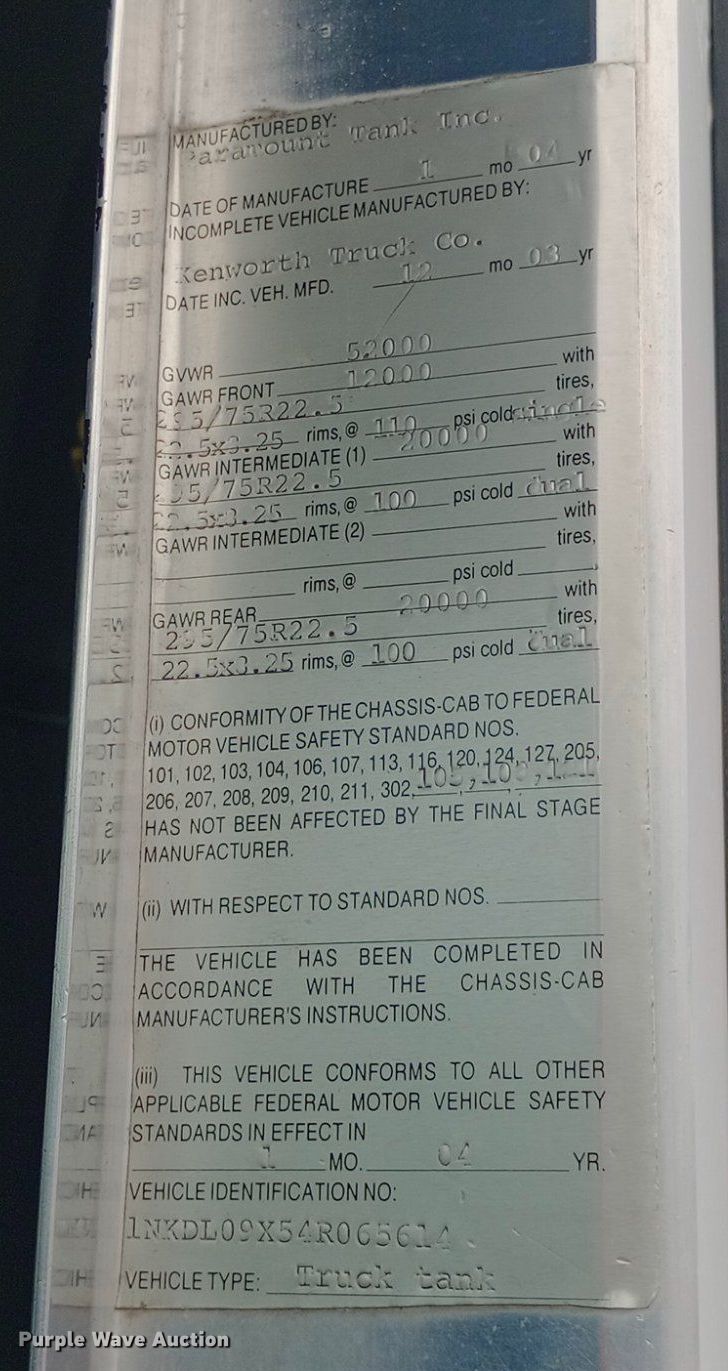 MANUFACTURED BY:
Paramount Tank Inc.
DATE OF MANUFACTURE 1 mo 04 yr
INCOMPLETE VEHICLE MANUFACTURED BY:
Kenworth Truck Co.
DATE INC. VEH. MFD. 12 mo 03 yr
GVWR 52000
GAWR FRONT 12000 with
295/75R22.5 tires,
22.5x8.25 rims, @ 110 psi cold single
GAWR INTERMEDIATE (1) 20000 with
295/75R22.5 tires,
22.5x8.25 rims, @ 100 psi cold dual
GAWR INTERMEDIATE (2) with
tires,
rims, @ psi cold
GAWR REAR 20000 with
295/75R22.5 tires,
22.5x8.25 rims, @ 100 psi cold dual
(i) CONFORMITY OF THE CHASSIS-CAB TO FEDERAL
MOTOR VEHICLE SAFETY STANDARD NOS.
101, 102, 103, 104, 106, 107, 113, 116, 120, 124, 127, 205,
206, 207, 208, 209, 210, 211, 302,
HAS NOT BEEN AFFECTED BY THE FINAL STAGE
MANUFACTURER.
(ii) WITH RESPECT TO STANDARD NOS.
THE VEHICLE HAS BEEN COMPLETED IN
ACCORDANCE WITH THE CHASSIS-CAB
MANUFACTURER'S INSTRUCTIONS.
(iii) THIS VEHICLE CONFORMS TO ALL OTHER
APPLICABLE FEDERAL MOTOR VEHICLE SAFETY
STANDARDS IN EFFECT IN
1 MO. 04 YR.
VEHICLE IDENTIFICATION NO:
1NKDL09X54R065614
VEHICLE TYPE: Truck tank
Purple Wave Auction